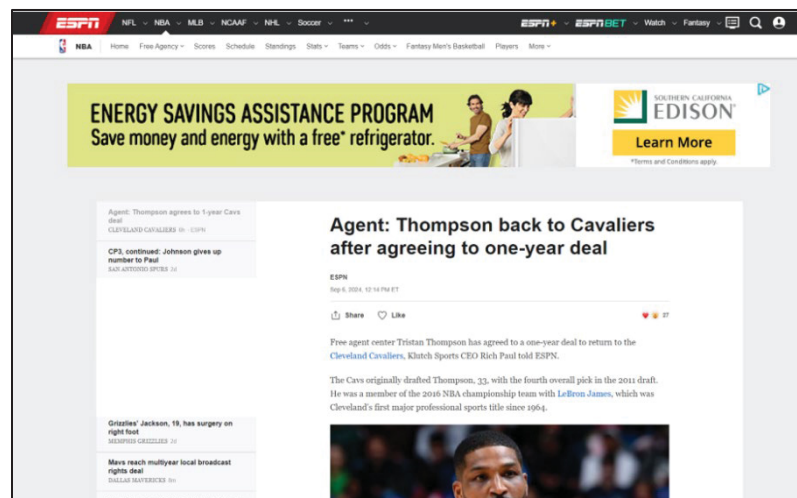 ESPN NFL NBA MLB NCAAF NHL Soccer ••• ESPN+ ESPN BET Watch Fantasy
NBA Home Free Agency Scores Schedule Standings Stats Teams Odds Fantasy Men's Basketball Players More
ENERGY SAVINGS ASSISTANCE PROGRAM
Save money and energy with a free* refrigerator.
SOUTHERN CALIFORNIA
EDISON®
Learn More
*Terms and Conditions apply.
Agent: Thompson agrees to 1-year Cavs
deal
CLEVELAND CAVALIERS 6h - ESPN
CP3, continued: Johnson gives up
number to Paul
SAN ANTONIO SPURS 3d
Grizzlies' Jackson, 19, has surgery on
right foot
MEMPHIS GRIZZLIES 2d
Mavs reach multiyear local broadcast
rights deal
DALLAS MAVERICKS
Agent: Thompson back to Cavaliers
after agreeing to one-year deal
ESPN
Sep 6, 2024, 12:14 PM ET
Share Like 27
Free agent center Tristan Thompson has agreed to a one-year deal to return to the
Cleveland Cavaliers, Klutch Sports CEO Rich Paul told ESPN.
The Cavs originally drafted Thompson, 33, with the fourth overall pick in the 2011 draft.
He was a member of the 2016 NBA championship team with LeBron James, which was
Cleveland's first major professional sports title since 1964.